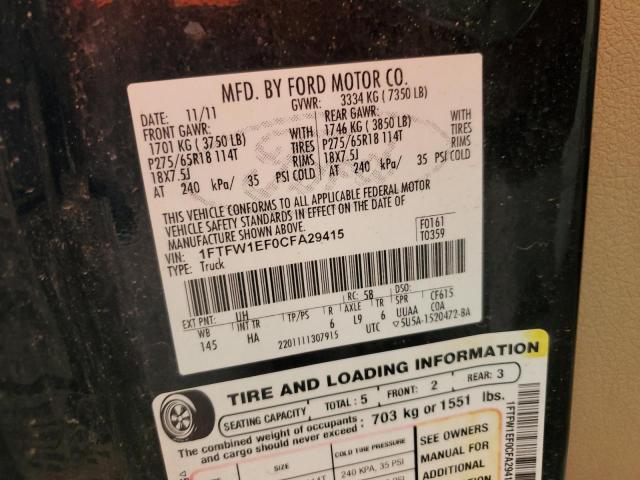 MFD. BY FORD MOTOR CO.
DATE: 11/11 GVWR: 3334 KG (7350 LB)
FRONT GAWR: REAR GAWR:
1701 KG (3750 LB) WITH 1746 KG (3850 LB) WITH
P275/65R18 114T TIRES P275/65R18 114T TIRES
18X7.5J RIMS 18X7.5J RIMS
AT 240 kPa/ 35 PSI COLD AT 240 kPa/ 35 PSI COLD
THIS VEHICLE CONFORMS TO ALL APPLICABLE FEDERAL MOTOR
VEHICLE SAFETY STANDARDS IN EFFECT ON THE DATE OF
MANUFACTURE SHOWN ABOVE.
VIN: 1FTFW1EF0CFA29415 F0161
TYPE: Truck T0359
EXT PNT: UH RC: 58 DSO:
WB INT TR TP/PS R AXLE TR SPR CF615
145 HA 6 L9 6 UUAA COA
2201111307915 UTC 5U5A-1520472-BA
TIRE AND LOADING INFORMATION
SEATING CAPACITY TOTAL: 5 FRONT: 2 REAR: 3
The combined weight of occupants and cargo should never exceed: 703 kg or 1551 lbs.
SIZE COLD TIRE PRESSURE
240 KPA, 35 PSI
SEE OWNERS
MANUAL FOR
ADDITIONAL
1FTFW1EF0CFA2941